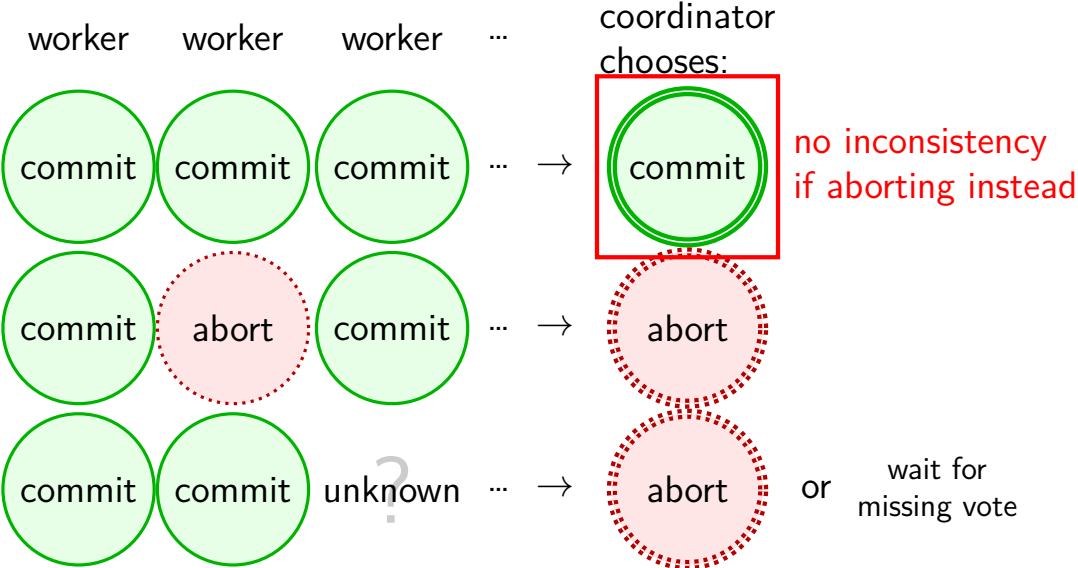 worker worker worker ... coordinator
chooses:
commit commit commit ... → commit no inconsistency
if aborting instead
commit abort commit ... → abort
commit commit ? unknown ... → abort or wait for
missing vote